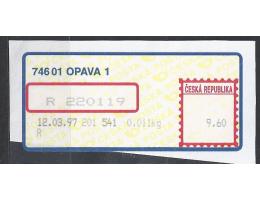 746 01 OPAVA 1
R 220119
ČESKÁ REPUBLIKA
12.03.97 201 541 0.011kg 9.60
R